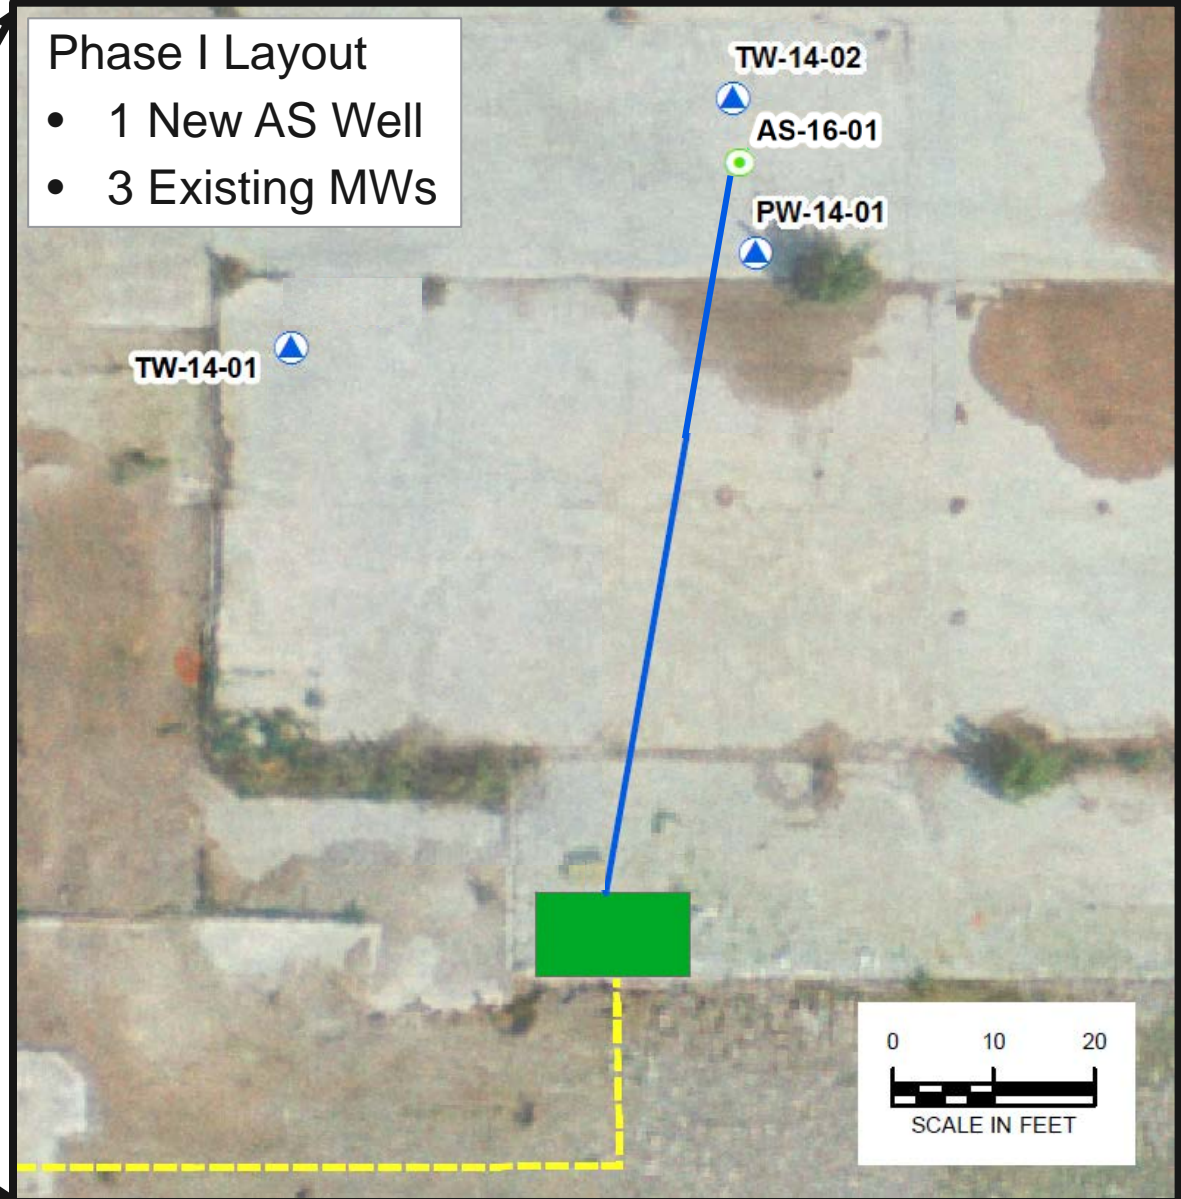 Phase I Layout
• 1 New AS Well
• 3 Existing MWs
TW-14-02
AS-16-01
PW-14-01
TW-14-01
0 10 20
SCALE IN FEET